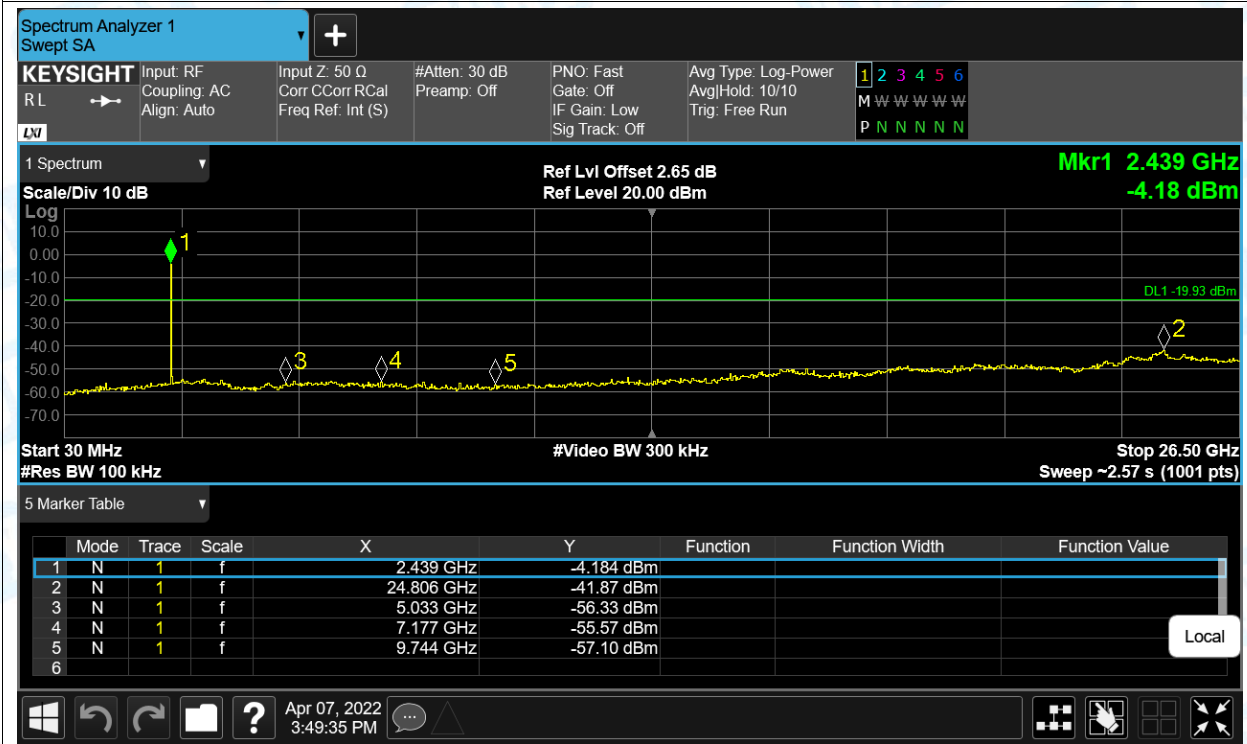 Spectrum Analyzer 1
Swept SA
KEYSIGHT
R L
LXI
Input: RF
Coupling: AC
Align: Auto
Input Z: 50 Ω
Corr CCorr RCal
Freq Ref: Int (S)
#Atten: 30 dB
Preamp: Off
PNO: Fast
Gate: Off
IF Gain: Low
Sig Track: Off
Avg Type: Log-Power
Avg|Hold: 10/10
Trig: Free Run
1 2 3 4 5 6
M W W W W W
P N N N N N
1 Spectrum
Scale/Div 10 dB
Ref Lvl Offset 2.65 dB
Ref Level 20.00 dBm
Mkr1 2.439 GHz
-4.18 dBm
Log
10.0
0.00
-10.0
-20.0
-30.0
-40.0
-50.0
-60.0
-70.0
1
DL1 -19.93 dBm
2
3
4
5
Start 30 MHz
#Video BW 300 kHz
Stop 26.50 GHz
#Res BW 100 kHz
Sweep ~2.57 s (1001 pts)
5 Marker Table
Mode Trace Scale X Y Function Function Width Function Value
1 N 1 f 2.439 GHz -4.184 dBm
2 N 1 f 24.806 GHz -41.87 dBm
3 N 1 f 5.033 GHz -56.33 dBm
4 N 1 f 7.177 GHz -55.57 dBm
5 N 1 f 9.744 GHz -57.10 dBm
6
Local
?
Apr 07, 2022
3:49:35 PM